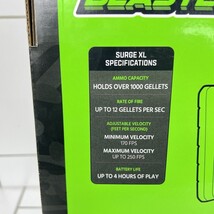 SURGE XL
SPECIFICATIONS
AMMO CAPACITY
HOLDS OVER 1000 GELLETS
RATE OF FIRE
UP TO 12 GELLETS PER SEC
ADJUSTABLE VELOCITY
(FEET PER SECOND)
MINIMUM VELOCITY
170 FPS
MAXIMUM VELOCITY
UP TO 250 FPS
BATTERY LIFE
UP TO 4 HOURS OF PLAY